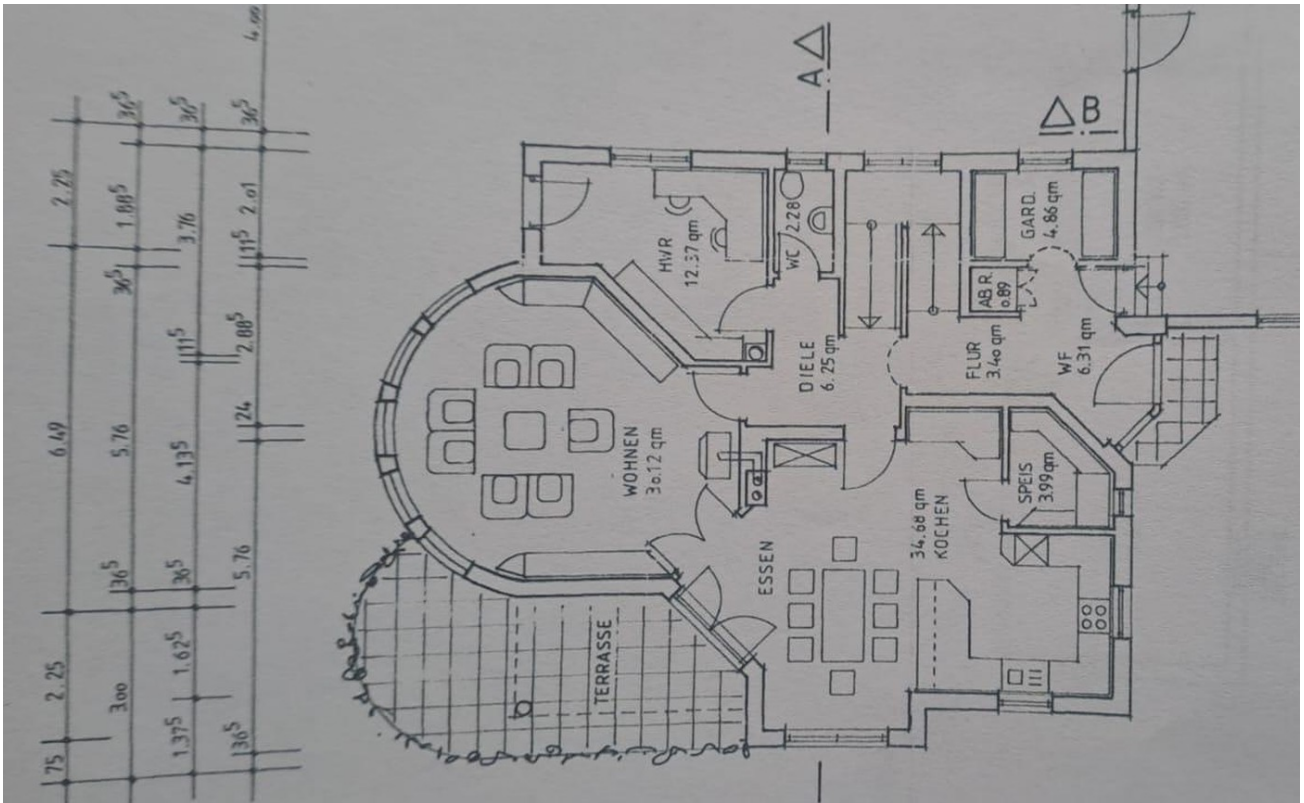 A
B
HWR
12.37 qm
WC 2.28
GARD.
4.86 qm
AB R.
0.89
DIELE
6.25 qm
FLUR
3.40 qm
WF
6.31 qm
WOHNEN
30.12 qm
SPEIS
3.99 qm
34.68 qm
KOCHEN
ESSEN
TERRASSE
75
2.25
6.49
2.25
3.00
36⁵
5.76
36⁵
1.88⁵
36⁵
1.37⁵
1.62⁵
36⁵
4.13⁵
11⁵
3.76
36⁵
36⁵
5.76
24
2.88⁵
11⁵
2.01
36⁵
4.00